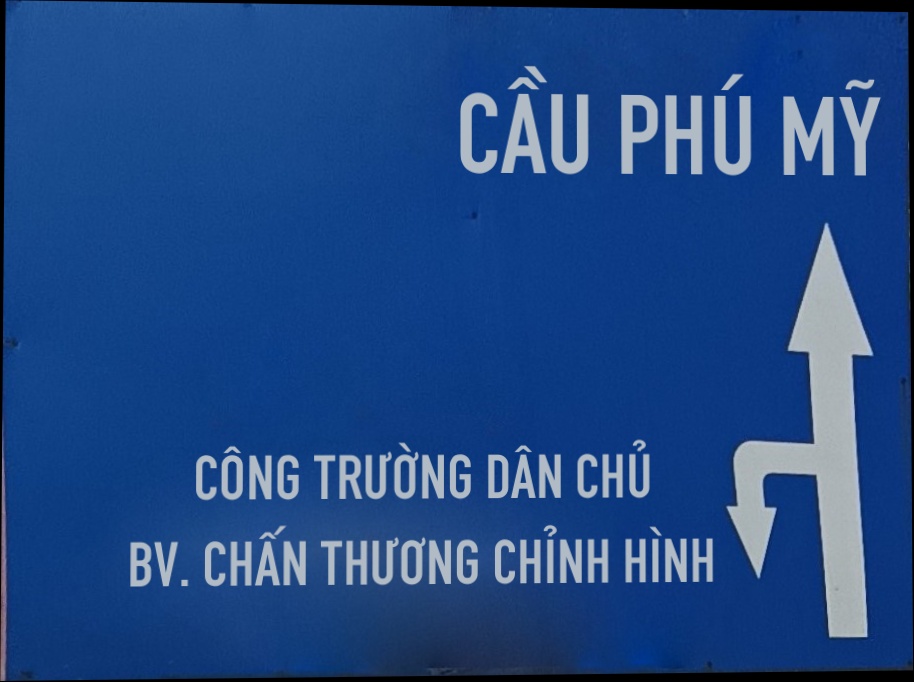 CẦU PHÚ MỸ
CÔNG TRƯỜNG DÂN CHỦ
BV. CHẤN THƯƠNG CHỈNH HÌNH